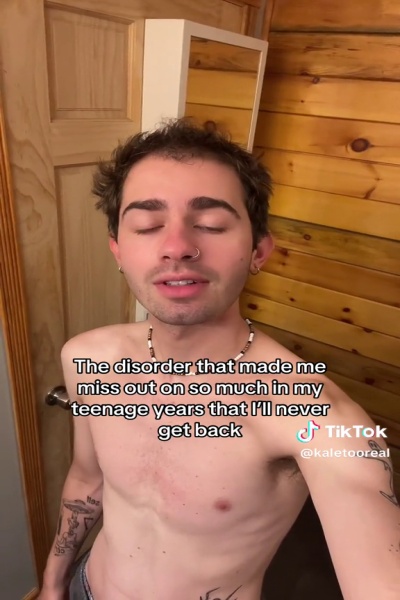 The disorder that made me
miss out on so much in my
teenage years that I'll never
get back
TikTok
@kaletooreal